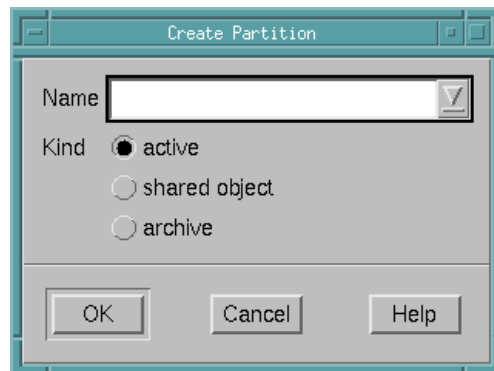 Create Partition
Name
Kind active
shared object
archive
OK Cancel Help